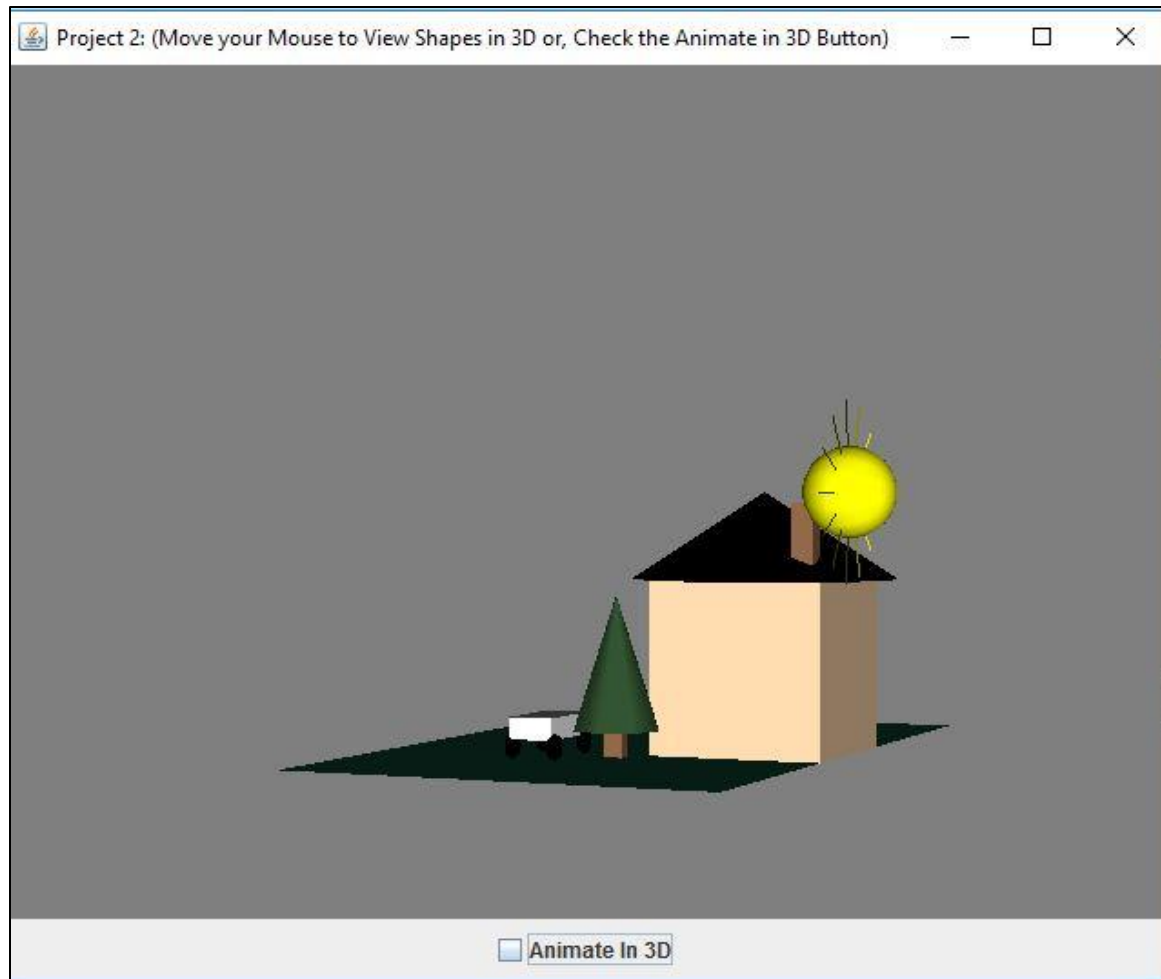 Project 2: (Move your Mouse to View Shapes in 3D or, Check the Animate in 3D Button)
Animate In 3D